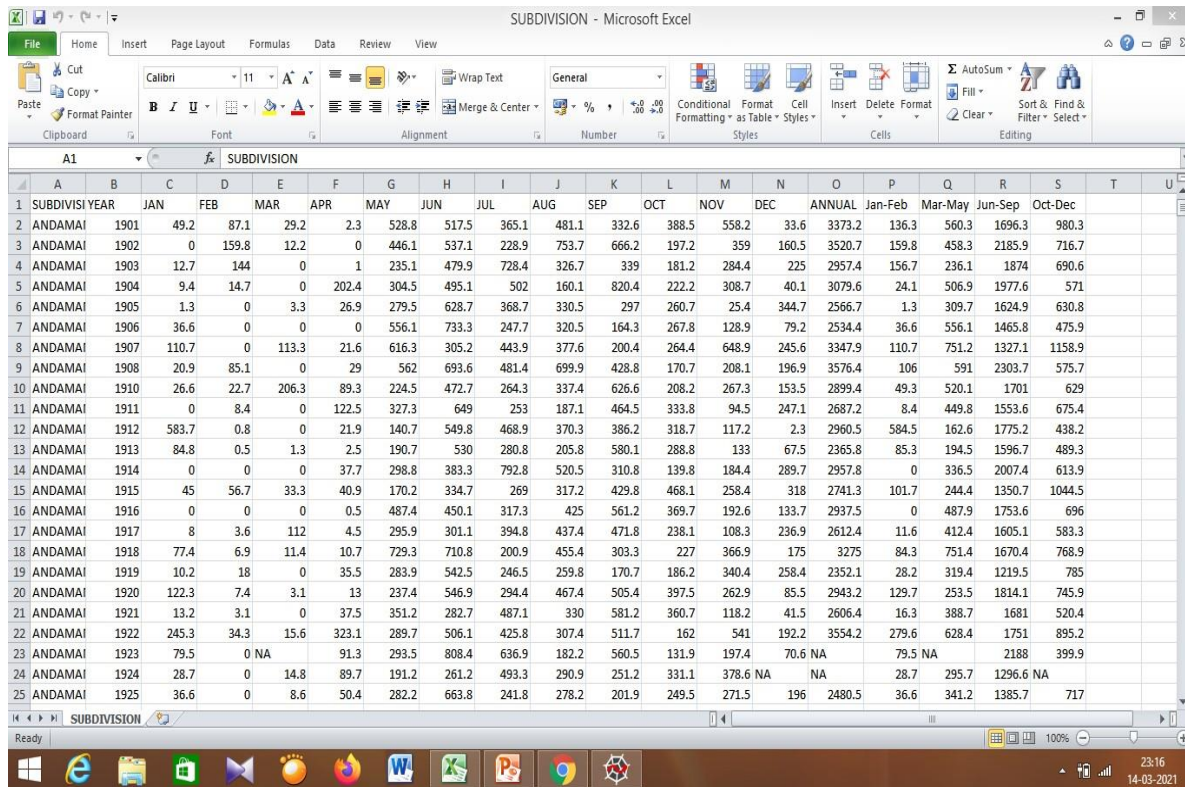 SUBDIVISION - Microsoft Excel
File Home Insert Page Layout Formulas Data Review View
Cut
Copy
Format Painter
Paste
Calibri 11
Wrap Text
Merge & Center
General
Conditional Formatting
Format as Table
Cell Styles
Insert Delete Format
AutoSum
Fill
Clear
Sort & Filter
Find & Select
Clipboard Font Alignment Number Styles Cells Editing
A1 fx SUBDIVISION
A B C D E F G H I J K L M N O P Q R S T U
1 SUBDIVISI YEAR JAN FEB MAR APR MAY JUN JUL AUG SEP OCT NOV DEC ANNUAL Jan-Feb Mar-May Jun-Sep Oct-Dec
2 ANDAMAI 1901 49.2 87.1 29.2 2.3 528.8 517.5 365.1 481.1 332.6 388.5 558.2 33.6 3373.2 136.3 560.3 1696.3 980.3
3 ANDAMAI 1902 0 159.8 12.2 0 446.1 537.1 228.9 753.7 666.2 197.2 359 160.5 3520.7 159.8 458.3 2185.9 716.7
4 ANDAMAI 1903 12.7 144 0 1 235.1 479.9 728.4 326.7 339 181.2 284.4 225 2957.4 156.7 236.1 1874 690.6
5 ANDAMAI 1904 9.4 14.7 0 202.4 304.5 495.1 502 160.1 820.4 222.2 308.7 40.1 3079.6 24.1 506.9 1977.6 571
6 ANDAMAI 1905 1.3 0 3.3 26.9 279.5 628.7 368.7 330.5 297 260.7 25.4 344.7 2566.7 1.3 309.7 1624.9 630.8
7 ANDAMAI 1906 36.6 0 0 0 556.1 733.3 247.7 320.5 164.3 267.8 128.9 79.2 2534.4 36.6 556.1 1465.8 475.9
8 ANDAMAI 1907 110.7 0 113.3 21.6 616.3 305.2 443.9 377.6 200.4 264.4 648.9 245.6 3347.9 110.7 751.2 1327.1 1158.9
9 ANDAMAI 1908 20.9 85.1 0 29 562 693.6 481.4 699.9 428.8 170.7 208.1 196.9 3576.4 106 591 2303.7 575.7
10 ANDAMAI 1910 26.6 22.7 206.3 89.3 224.5 472.7 264.3 337.4 626.6 208.2 267.3 153.5 2899.4 49.3 520.1 1701 629
11 ANDAMAI 1911 0 8.4 0 122.5 327.3 649 253 187.1 464.5 333.8 94.5 247.1 2687.2 8.4 449.8 1553.6 675.4
12 ANDAMAI 1912 583.7 0.8 0 21.9 140.7 549.8 468.9 370.3 386.2 318.7 117.2 2.3 2960.5 584.5 162.6 1775.2 438.2
13 ANDAMAI 1913 84.8 0.5 1.3 2.5 190.7 530 280.8 205.8 580.1 288.8 133 67.5 2365.8 85.3 194.5 1596.7 489.3
14 ANDAMAI 1914 0 0 0 37.7 298.8 383.3 792.8 520.5 310.8 139.8 184.4 289.7 2957.8 0 336.5 2007.4 613.9
15 ANDAMAI 1915 45 56.7 33.3 40.9 170.2 334.7 269 317.2 429.8 468.1 258.4 318 2741.3 101.7 244.4 1350.7 1044.5
16 ANDAMAI 1916 0 0 0 0.5 487.4 450.1 317.3 425 561.2 369.7 192.6 133.7 2937.5 0 487.9 1753.6 696
17 ANDAMAI 1917 8 3.6 112 4.5 295.9 301.1 394.8 437.4 471.8 238.1 108.3 236.9 2612.4 11.6 412.4 1605.1 583.3
18 ANDAMAI 1918 77.4 6.9 11.4 10.7 729.3 710.8 200.9 455.4 303.3 227 366.9 175 3275 84.3 751.4 1670.4 768.9
19 ANDAMAI 1919 10.2 18 0 35.5 283.9 542.5 246.5 259.8 170.7 186.2 340.4 258.4 2352.1 28.2 319.4 1219.5 785
20 ANDAMAI 1920 122.3 7.4 3.1 13 237.4 546.9 294.4 467.4 505.4 397.5 262.9 85.5 2943.2 129.7 253.5 1814.1 745.9
21 ANDAMAI 1921 13.2 3.1 0 37.5 351.2 282.7 487.1 330 581.2 360.7 118.2 41.5 2606.4 16.3 388.7 1681 520.4
22 ANDAMAI 1922 245.3 34.3 15.6 323.1 289.7 506.1 425.8 307.4 511.7 162 541 192.2 3554.2 279.6 628.4 1751 895.2
23 ANDAMAI 1923 79.5 0 NA 91.3 293.5 808.4 636.9 182.2 560.5 131.9 197.4 70.6 NA 79.5 NA 2188 399.9
24 ANDAMAI 1924 28.7 0 14.8 89.7 191.2 261.2 493.3 290.9 251.2 331.1 378.6 NA NA 28.7 295.7 1296.6 NA
25 ANDAMAI 1925 36.6 0 8.6 50.4 282.2 663.8 241.8 278.2 201.9 249.5 271.5 196 2480.5 36.6 341.2 1385.7 717
SUBDIVISION
Ready 100%
23:16
14-03-2021